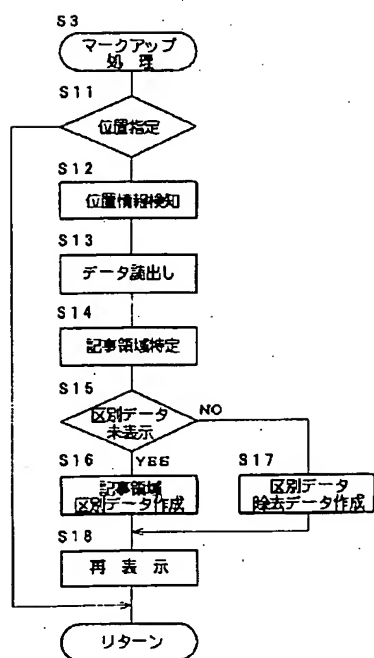 S3
マークアップ
処 理
S11
位置指定
S12
位置情報検知
S13
データ読出し
S14
記事領域特定
S15
区別データ
未表示
NO
YES
S16
記事領域
区別データ作成
S17
区別データ
除去データ作成
S18
再 表 示
リターン